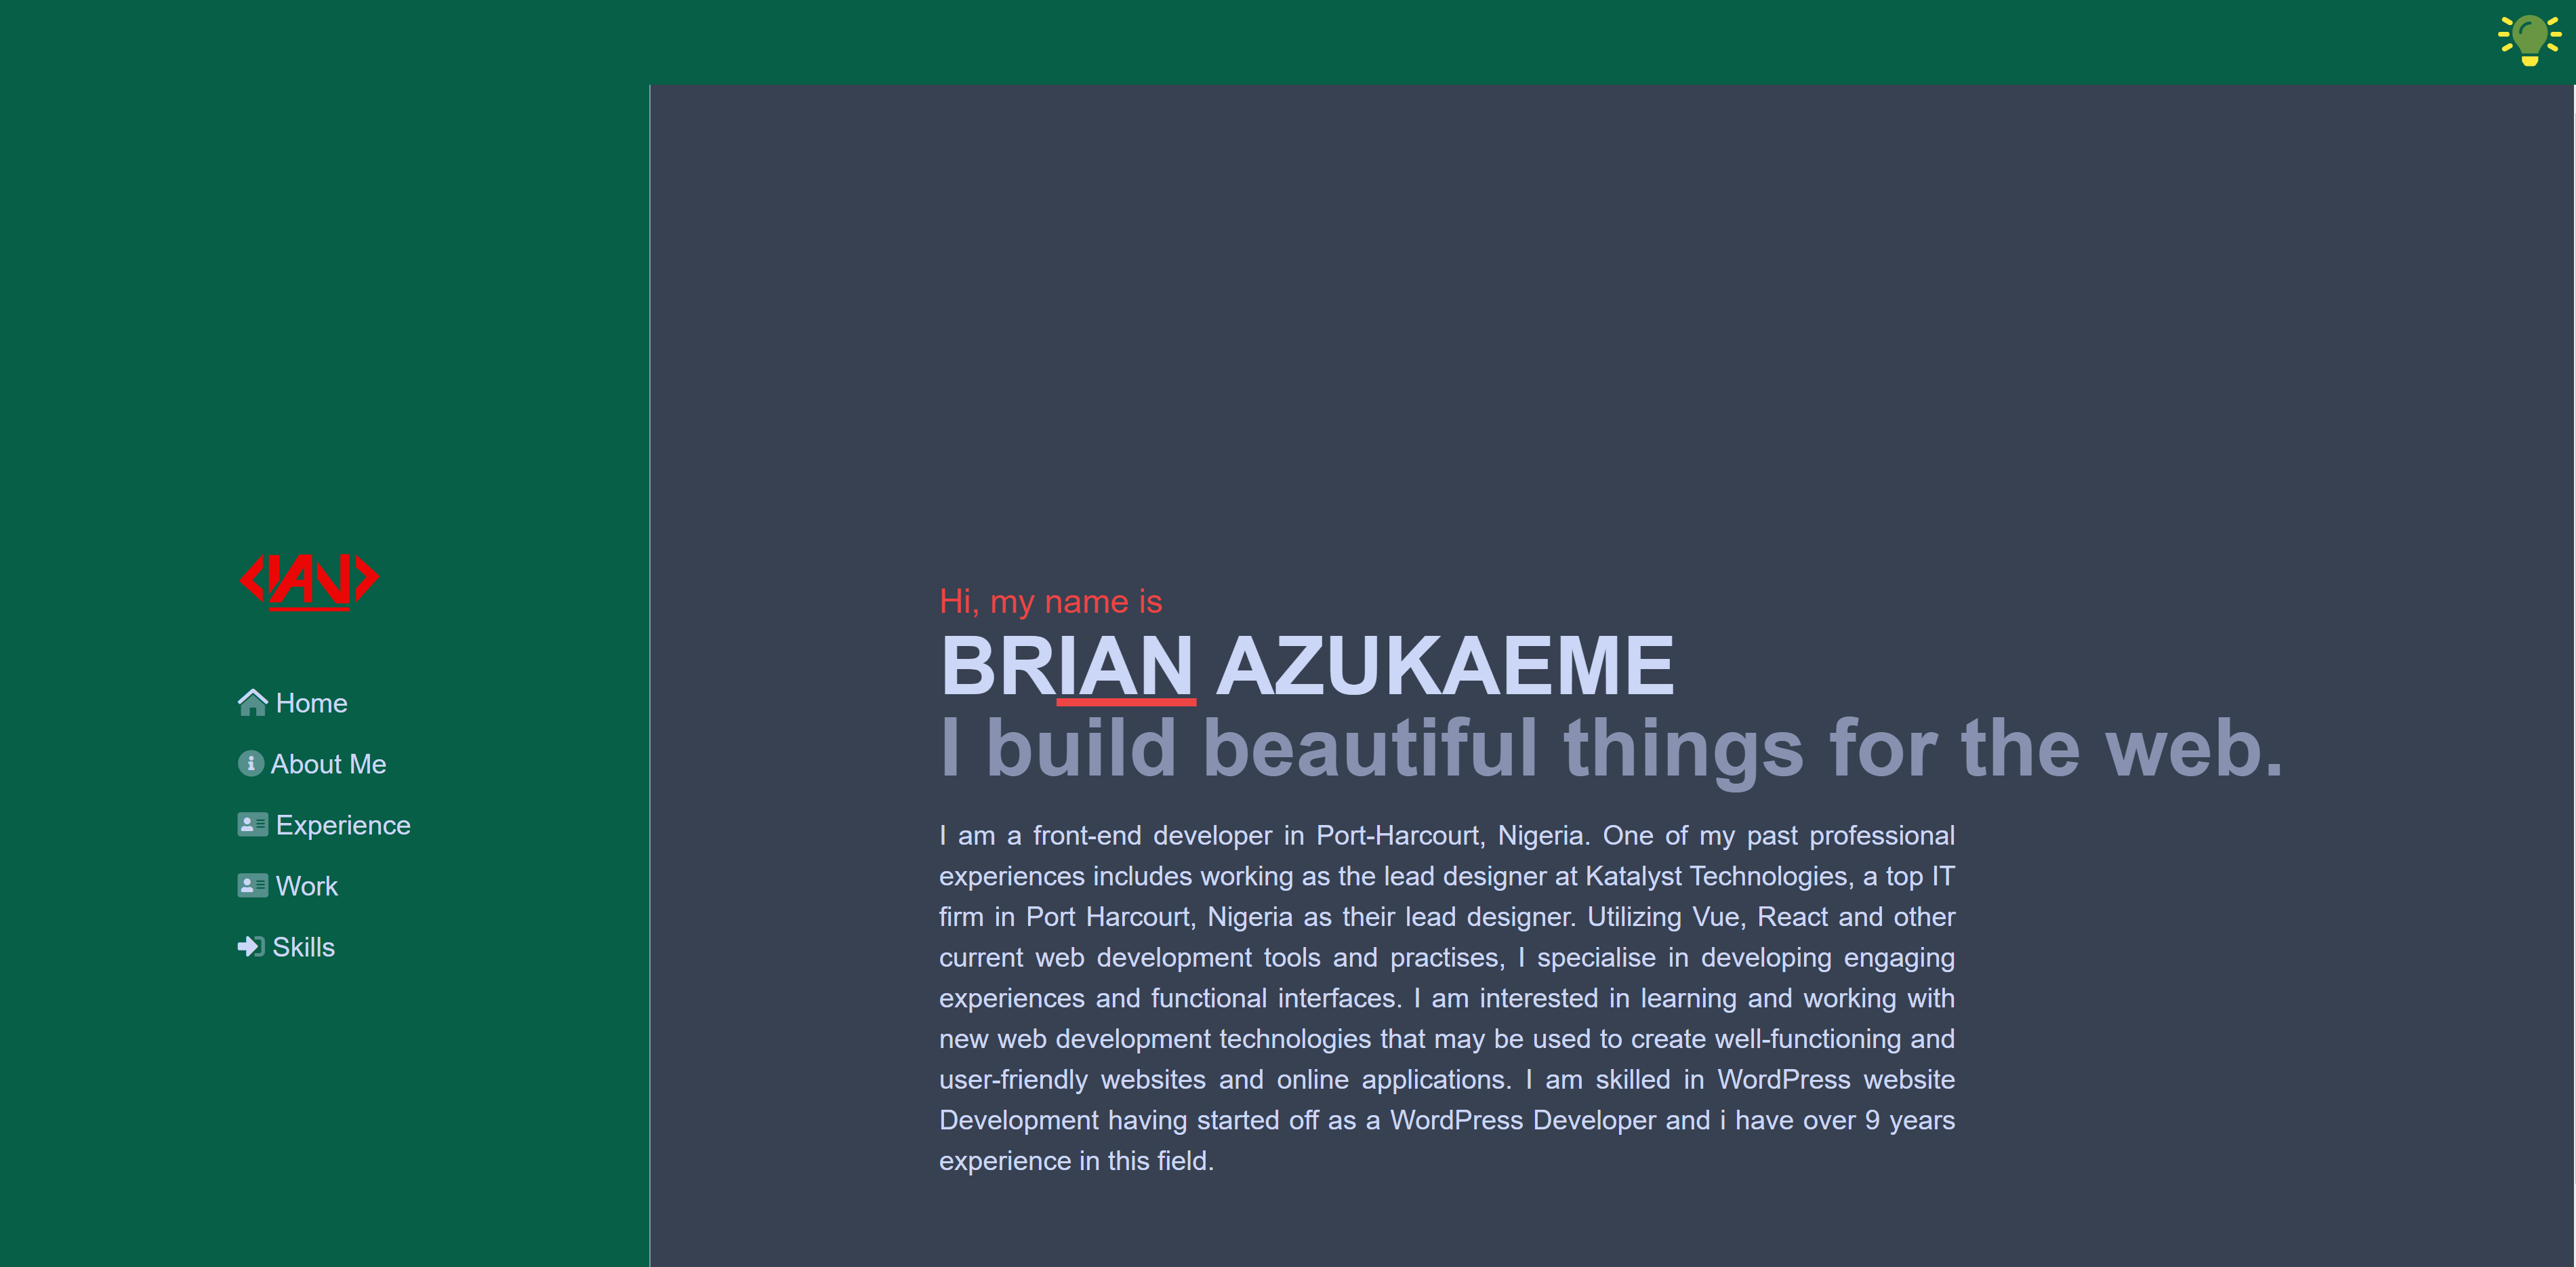 <IAN>
Home
About Me
Experience
Work
Skills
Hi, my name is
BRIAN AZUKAEME
I build beautiful things for the web.
I am a front-end developer in Port-Harcourt, Nigeria. One of my past professional
experiences includes working as the lead designer at Katalyst Technologies, a top IT
firm in Port Harcourt, Nigeria as their lead designer. Utilizing Vue, React and other
current web development tools and practises, I specialise in developing engaging
experiences and functional interfaces. I am interested in learning and working with
new web development technologies that may be used to create well-functioning and
user-friendly websites and online applications. I am skilled in WordPress website
Development having started off as a WordPress Developer and i have over 9 years
experience in this field.